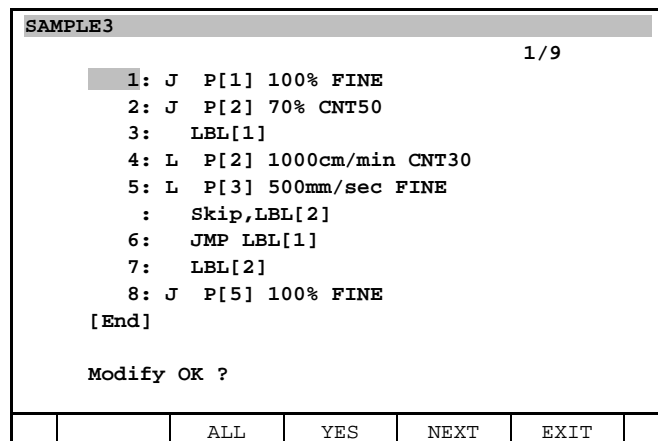 SAMPLE3
1/9
1: J P[1] 100% FINE
2: J P[2] 70% CNT50
3: LBL[1]
4: L P[2] 1000cm/min CNT30
5: L P[3] 500mm/sec FINE
: Skip,LBL[2]
6: JMP LBL[1]
7: LBL[2]
8: J P[5] 100% FINE
[End]
Modify OK ?
ALL YES NEXT EXIT